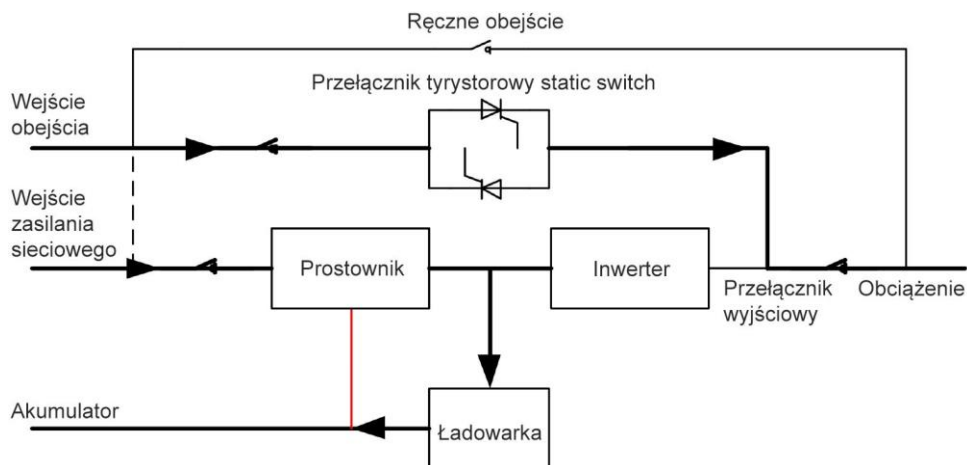 Ręczne obejście
Przełącznik tyrystorowy static switch
Wejście
obejścia
Wejście
zasilania
sieciowego
Prostownik
Inwerter
Przełącznik
wyjściowy
Obciążenie
Akumulator
Ładowarka